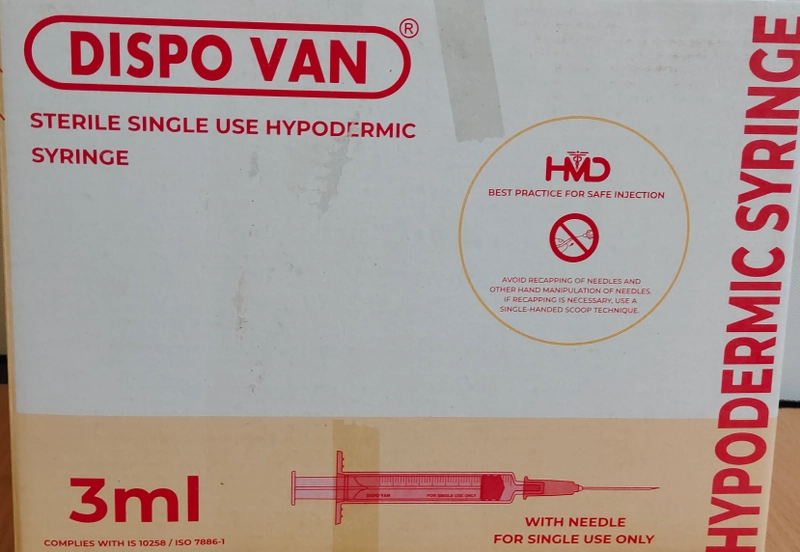 DISPO VAN®
STERILE SINGLE USE HYPODERMIC
SYRINGE
HMD
BEST PRACTICE FOR SAFE INJECTION
AVOID RECAPPING OF NEEDLES AND
OTHER HAND MANIPULATION OF NEEDLES.
IF RECAPPING IS NECESSARY, USE A
SINGLE-HANDED SCOOP TECHNIQUE.
HYPODERMIC SYRINGE
3ml
COMPLIES WITH IS 10258 / ISO 7886-1
DISPO VAN
FOR SINGLE USE ONLY
WITH NEEDLE
FOR SINGLE USE ONLY